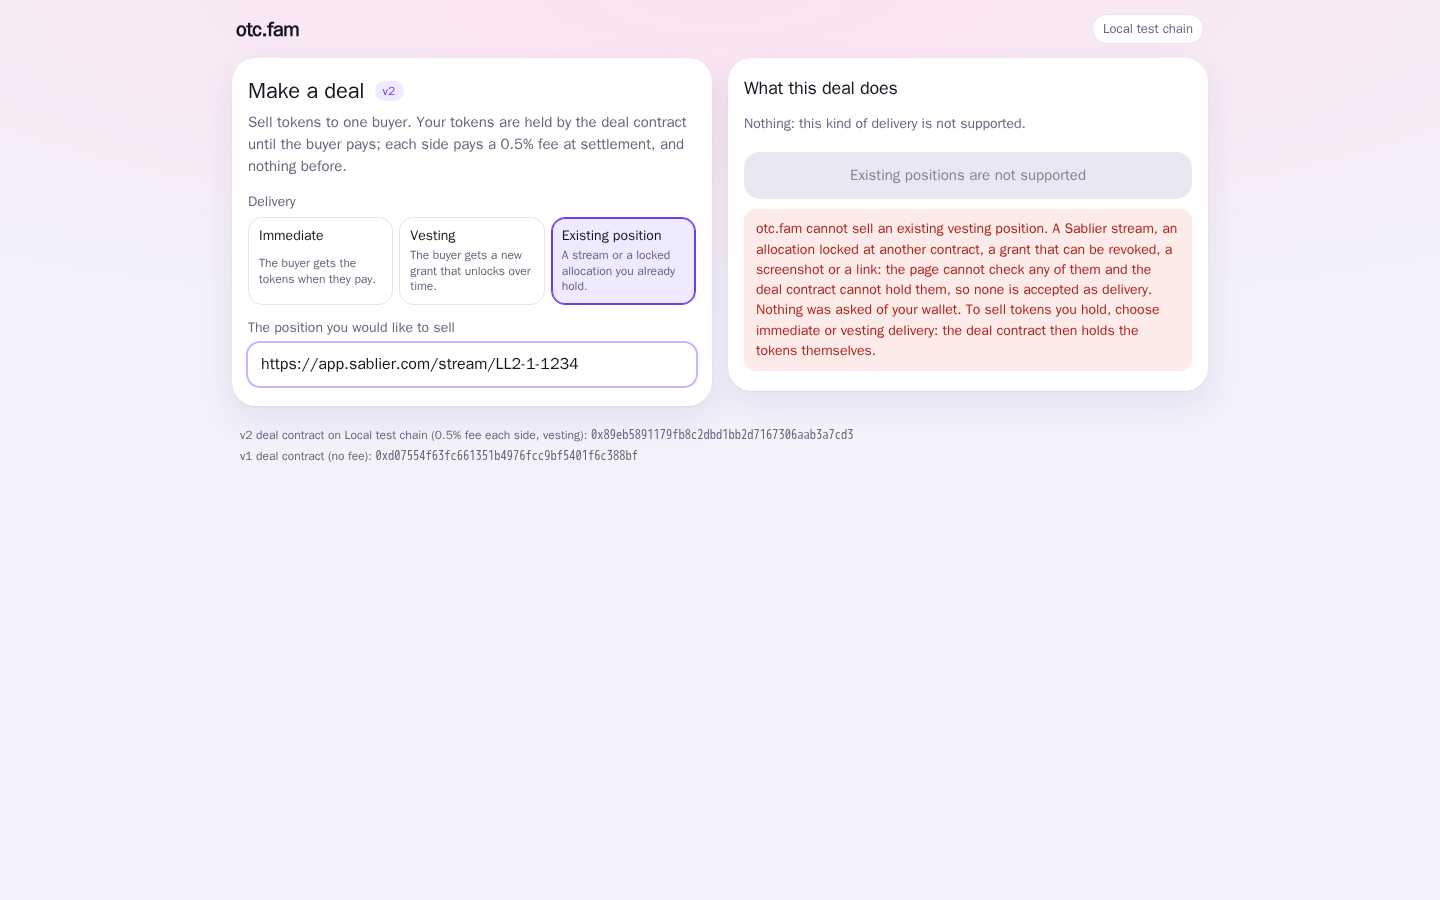 otc.fam
Local test chain
Make a deal v2
Sell tokens to one buyer. Your tokens are held by the deal contract
until the buyer pays; each side pays a 0.5% fee at settlement, and
nothing before.
Delivery
Immediate
The buyer gets the
tokens when they pay.
Vesting
The buyer gets a new
grant that unlocks over
time.
Existing position
A stream or a locked
allocation you already
hold.
The position you would like to sell
https://app.sablier.com/stream/LL2-1-1234
What this deal does
Nothing: this kind of delivery is not supported.
Existing positions are not supported
otc.fam cannot sell an existing vesting position. A Sablier stream, an
allocation locked at another contract, a grant that can be revoked, a
screenshot or a link: the page cannot check any of them and the
deal contract cannot hold them, so none is accepted as delivery.
Nothing was asked of your wallet. To sell tokens you hold, choose
immediate or vesting delivery: the deal contract then holds the
tokens themselves.
v2 deal contract on Local test chain (0.5% fee each side, vesting): 0x89eb5891179fb8c2dbd1bb2d7167306aab3a7cd3
v1 deal contract (no fee): 0xd07554f63fc661351b4976fcc9bf5401f6c388bf